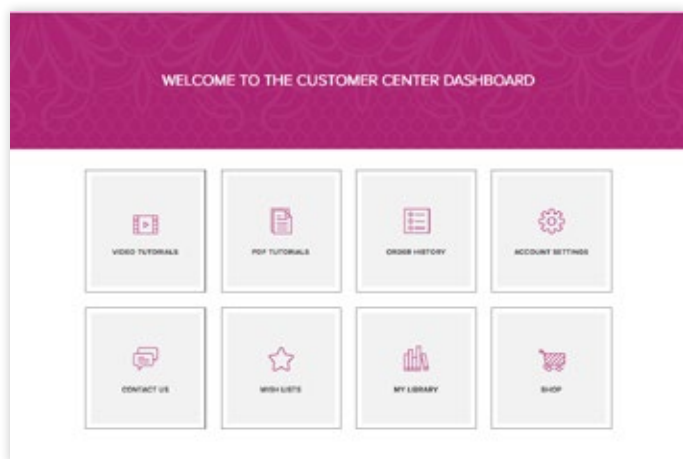 WELCOME TO THE CUSTOMER CENTER DASHBOARD
VIDEO TUTORIALS
PDF TUTORIALS
ORDER HISTORY
ACCOUNT SETTINGS
CONTACT US
WISH LISTS
MY LIBRARY
SHOP